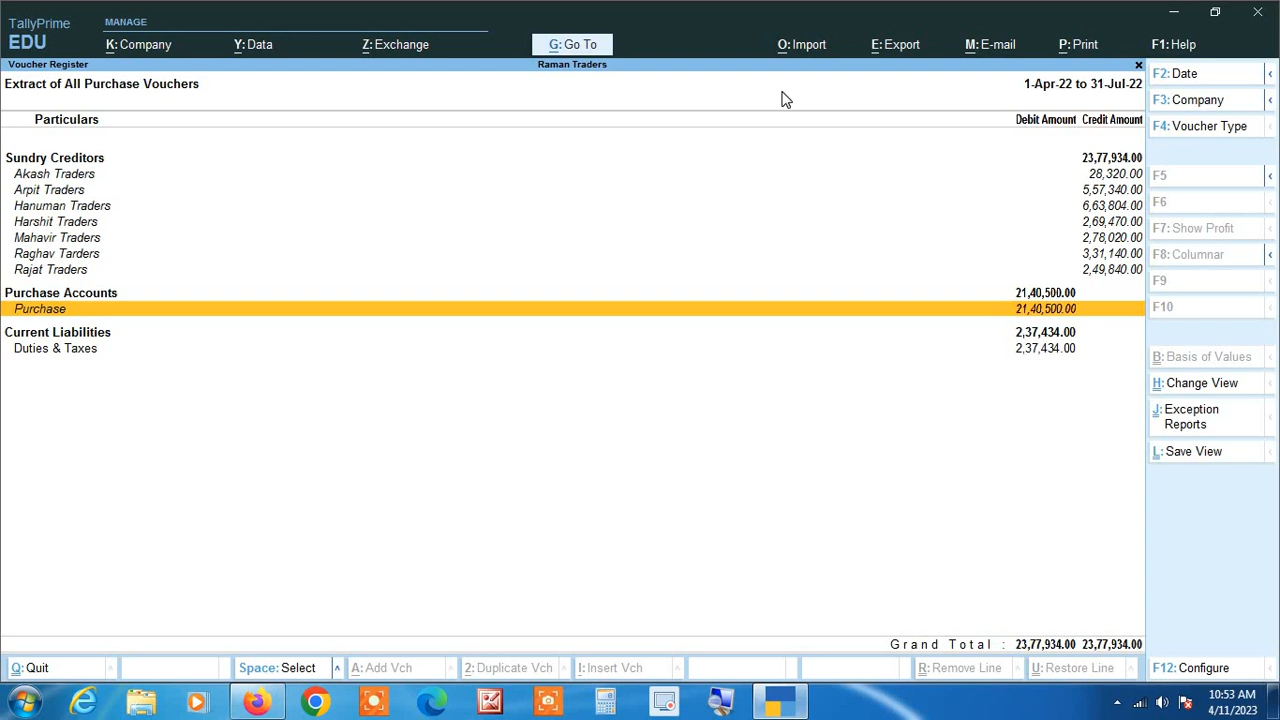 TallyPrime
EDU
MANAGE
K: Company
Y: Data
Z: Exchange
G: Go To
O: Import
E: Export
M: E-mail
P: Print
F1: Help
Voucher Register
Raman Traders
Extract of All Purchase Vouchers
1-Apr-22 to 31-Jul-22
Particulars
Debit Amount Credit Amount
Sundry Creditors 23,77,934.00
Akash Traders 28,320.00
Arpit Traders 5,57,340.00
Hanuman Traders 6,63,804.00
Harshit Traders 2,69,470.00
Mahavir Traders 2,78,020.00
Raghav Tarders 3,31,140.00
Rajat Traders 2,49,840.00
Purchase Accounts 21,40,500.00
Purchase 21,40,500.00
Current Liabilities 2,37,434.00
Duties & Taxes 2,37,434.00
Grand Total : 23,77,934.00 23,77,934.00
F2: Date
F3: Company
F4: Voucher Type
F5
F6
F7: Show Profit
F8: Columnar
F9
F10
B: Basis of Values
H: Change View
J: Exception
Reports
L: Save View
Q: Quit
Space: Select
A: Add Vch
2: Duplicate Vch
I: Insert Vch
R: Remove Line
U: Restore Line
F12: Configure
10:53 AM
4/11/2023